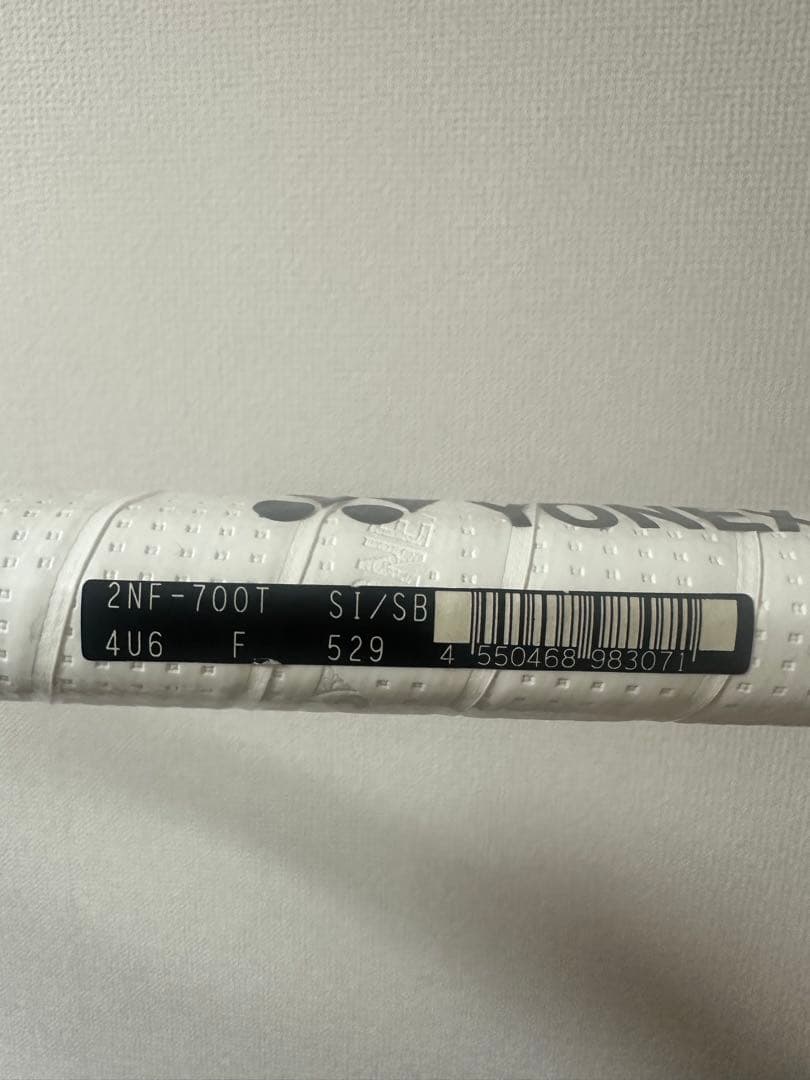 YONEX
2NF-700T SI/SB
4U6 F 529
4 550468 983071